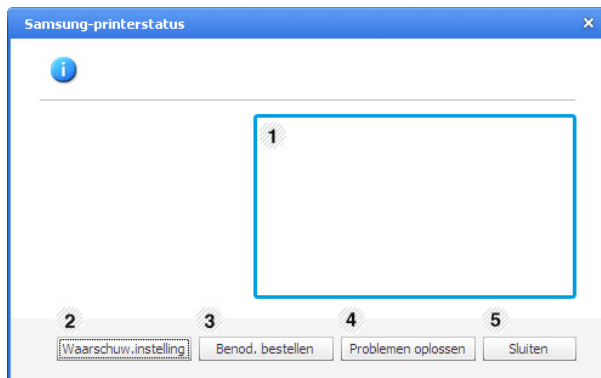 Samsung-printerstatus
1
2 3 4 5
Waarschuw.instelling Benod. bestellen Problemen oplossen Sluiten